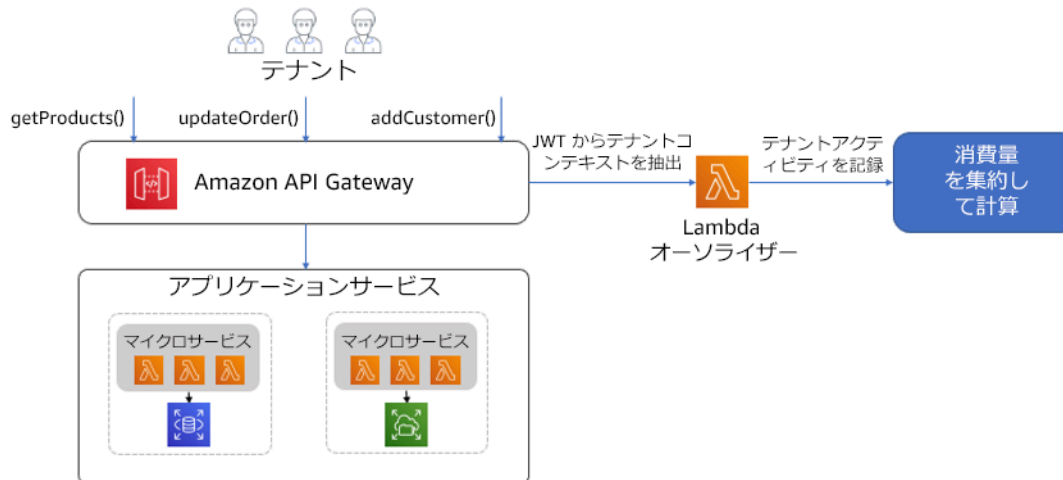 テナント
getProducts()
updateOrder()
addCustomer()
Amazon API Gateway
JWT からテナントコ
ンテキストを抽出
テナントアクテ
ィビティを記録
消費量
を集約し
て計算
Lambda
オーソライザー
アプリケーションサービス
マイクロサービス
マイクロサービス